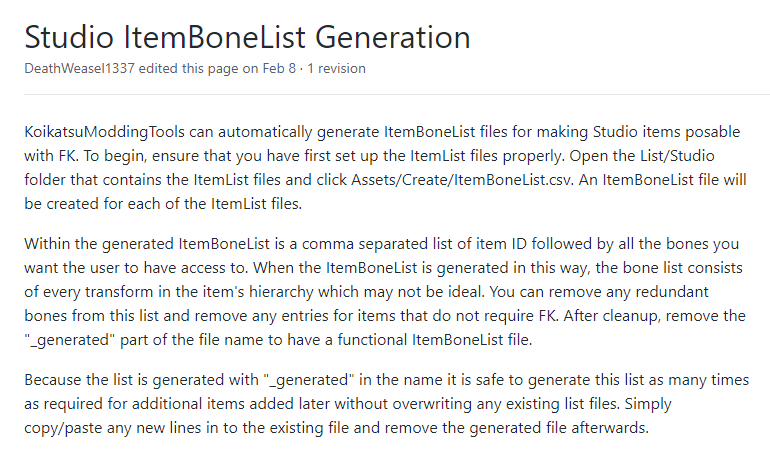 Studio ItemBoneList Generation
DeathWeasel1337 edited this page on Feb 8 · 1 revision
KoikatsuModdingTools can automatically generate ItemBoneList files for making Studio items posable
with FK. To begin, ensure that you have first set up the ItemList files properly. Open the List/Studio
folder that contains the ItemList files and click Assets/Create/ItemBoneList.csv. An ItemBoneList file will
be created for each of the ItemList files.
Within the generated ItemBoneList is a comma separated list of item ID followed by all the bones you
want the user to have access to. When the ItemBoneList is generated in this way, the bone list consists
of every transform in the item's hierarchy which may not be ideal. You can remove any redundant
bones from this list and remove any entries for items that do not require FK. After cleanup, remove the
"_generated" part of the file name to have a functional ItemBoneList file.
Because the list is generated with "_generated" in the name it is safe to generate this list as many times
as required for additional items added later without overwriting any existing list files. Simply
copy/paste any new lines in to the existing file and remove the generated file afterwards.